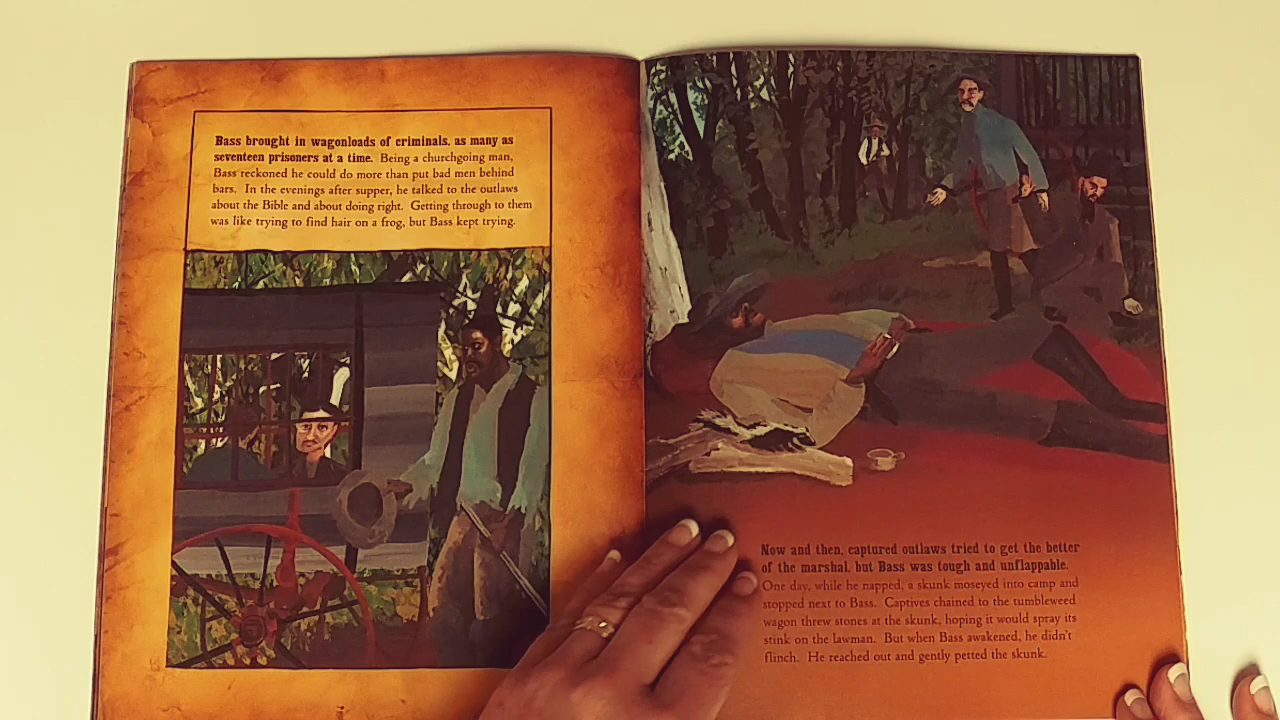 Bass brought in wagonloads of criminals, as many as
seventeen prisoners at a time. Being a churchgoing man,
Bass reckoned he could do more than put bad men behind
bars. In the evenings after supper, he talked to the outlaws
about the Bible and about doing right. Getting through to them
was like trying to find hair on a frog, but Bass kept trying.
Now and then, captured outlaws tried to get the better
of the marshal, but Bass was tough and unflappable.
One day, while he napped, a skunk moseyed into camp and
stopped next to Bass. Captives chained to the tumbleweed
wagon threw stones at the skunk, hoping it would spray its
stink on the lawman. But when Bass awakened, he didn't
flinch. He reached out and gently petted the skunk.